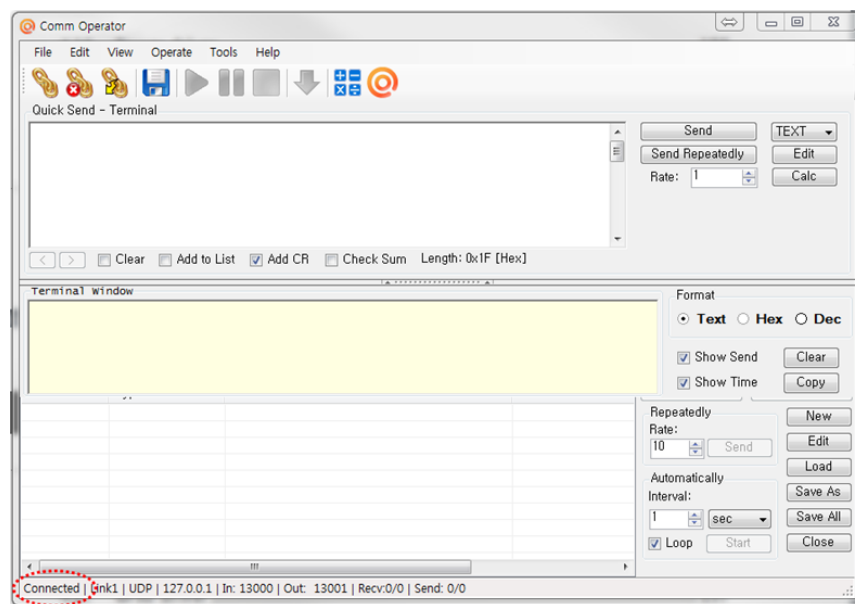 Comm Operator
File Edit View Operate Tools Help
Quick Send - Terminal
Send TEXT
Send Repeatedly Edit
Rate: 1 Calc
Clear Add to List Add CR Check Sum Length: 0x1F [Hex]
Terminal Window
Format
Text Hex Dec
Show Send Clear
Show Time Copy
Repeatedly New
Rate:
10 Send Edit
Load
Automatically
Interval: Save As
1 sec Save All
Loop Start Close
Connected | Link1 | UDP | 127.0.0.1 | In: 13000 | Out: 13001 | Recv:0/0 | Send: 0/0